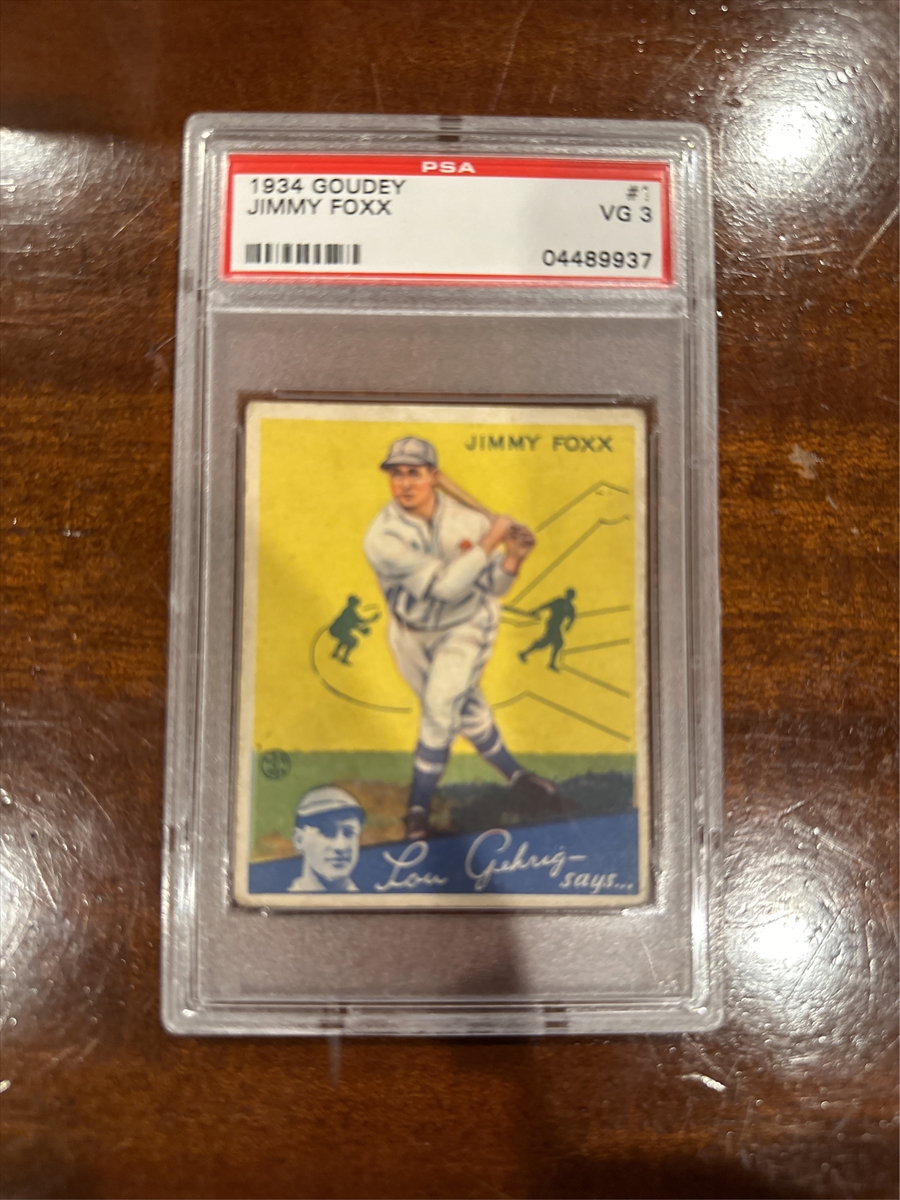 PSA
1934 GOUDEY #1
JIMMY FOXX VG 3
04489937
JIMMY FOXX
Lou Gehrig-
says...